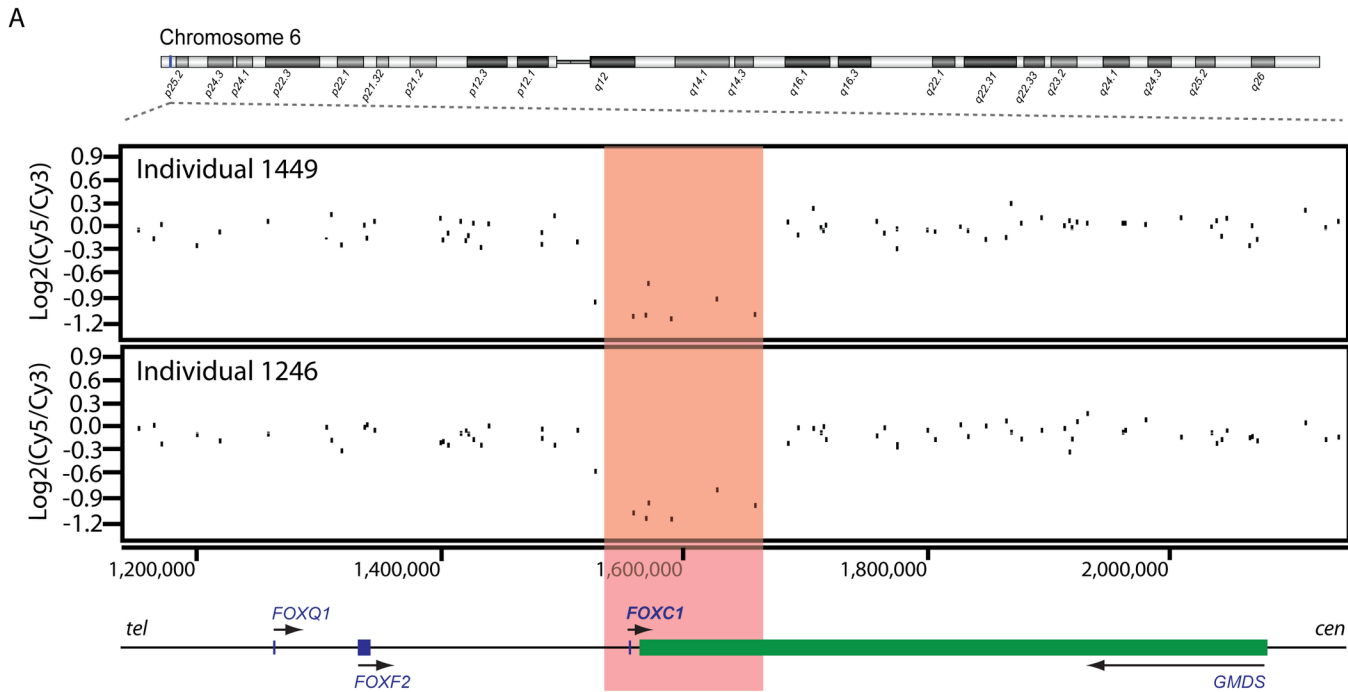 A
Chromosome 6
p25.2 p24.3 p24.1 p22.3 p22.1 p21.32 p21.2 p12.3 p12.1 q12 q14.1 q14.3 q16.1 q16.3 q22.1 q22.31 q22.33 q23.2 q24.1 q24.3 q25.2 q26
Individual 1449
Log2(Cy5/Cy3)
0.9
0.6
0.3
0.0
-0.3
-0.6
-0.9
-1.2
Individual 1246
Log2(Cy5/Cy3)
0.9
0.6
0.3
0.0
-0.3
-0.6
-0.9
-1.2
1,200,000 1,400,000 1,600,000 1,800,000 2,000,000
FOXQ1 FOXC1
tel cen
FOXF2 GMDS